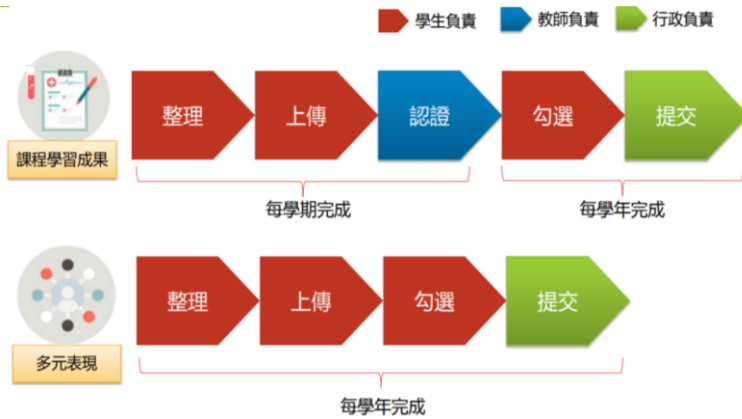 學生負責 教師負責 行政負責
整理 上傳 認證 勾選 提交
課程學習成果
每學期完成 每學年完成
整理 上傳 勾選 提交
多元表現
每學年完成